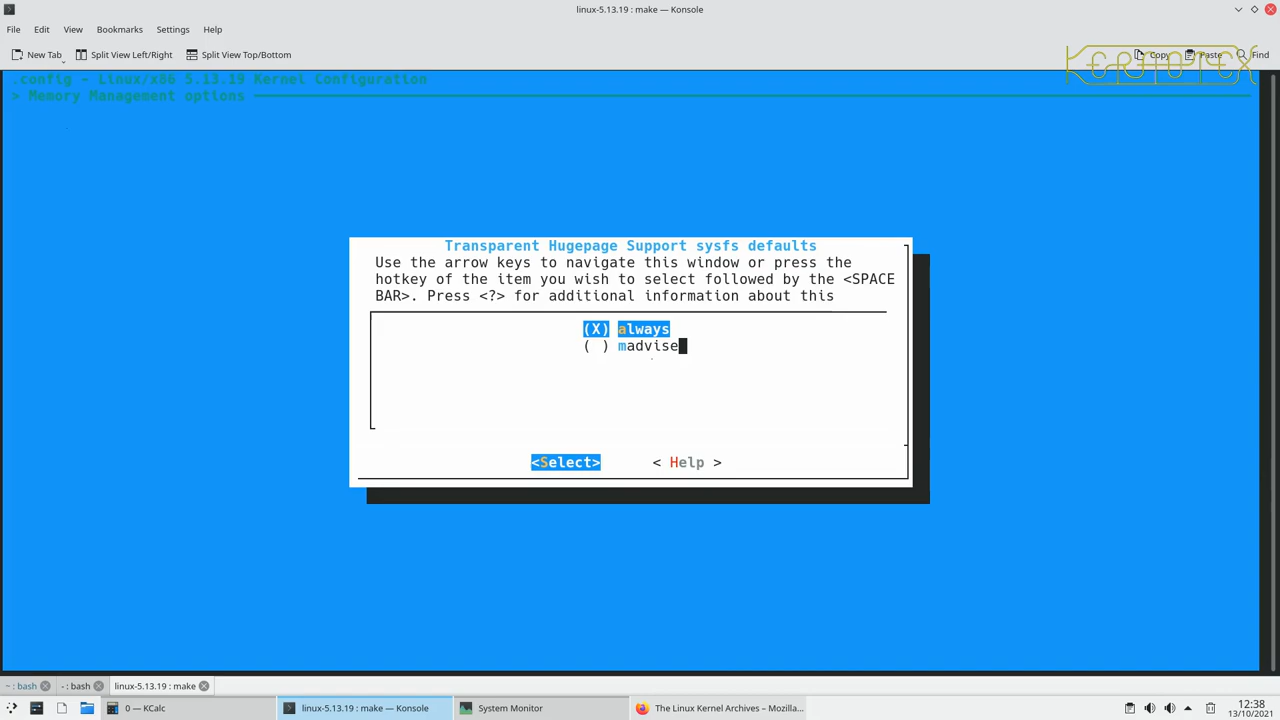 linux-5.13.19 : make — Konsole
File Edit View Bookmarks Settings Help
New Tab Split View Left/Right Split View Top/Bottom Copy Paste Find
.config - Linux/x86 5.13.19 Kernel Configuration
> Memory Management options
Transparent Hugepage Support sysfs defaults
Use the arrow keys to navigate this window or press the
hotkey of the item you wish to select followed by the <SPACE
BAR>. Press <?> for additional information about this
(X) always
( ) madvise
<Select> < Help >
~ : bash - : bash linux-5.13.19 : make
0 — KCalc linux-5.13.19 : make — Konsole System Monitor The Linux Kernel Archives – Mozilla...
12:38
13/10/2021